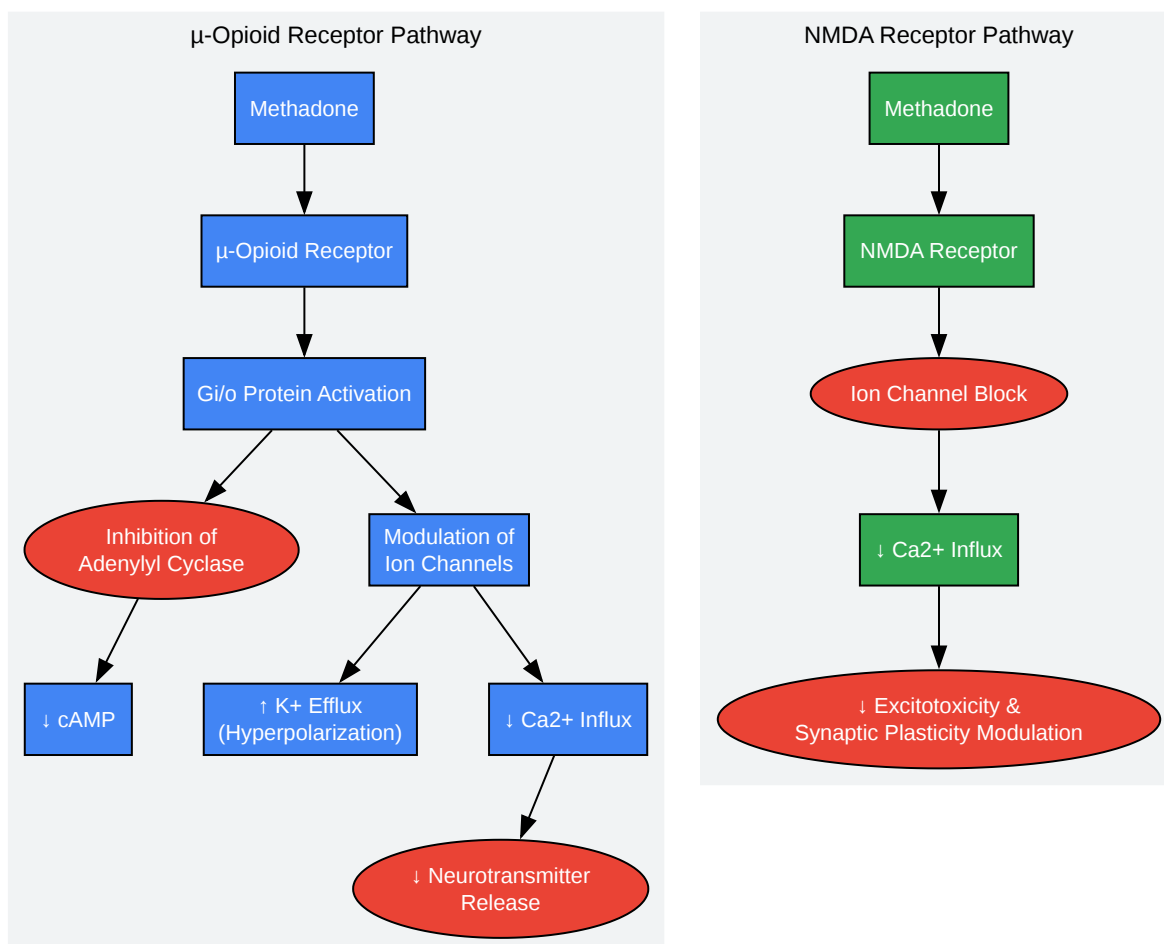 µ-Opioid Receptor Pathway
Methadone
µ-Opioid Receptor
Gi/o Protein Activation
Inhibition of
Adenylyl Cyclase
Modulation of
Ion Channels
↓ cAMP
↑ K+ Efflux
(Hyperpolarization)
↓ Ca2+ Influx
↓ Neurotransmitter
Release
NMDA Receptor Pathway
Methadone
NMDA Receptor
Ion Channel Block
↓ Ca2+ Influx
↓ Excitotoxicity &
Synaptic Plasticity Modulation